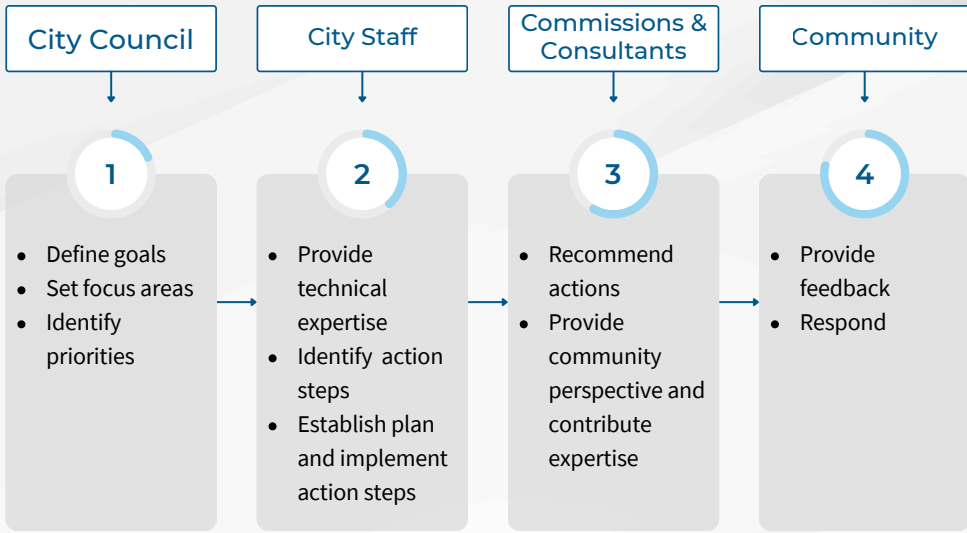 City Council
1
• Define goals
• Set focus areas
• Identify
priorities
City Staff
2
• Provide
technical
expertise
• Identify action
steps
• Establish plan
and implement
action steps
Commissions &
Consultants
3
• Recommend
actions
• Provide
community
perspective and
contribute
expertise
Community
4
• Provide
feedback
• Respond